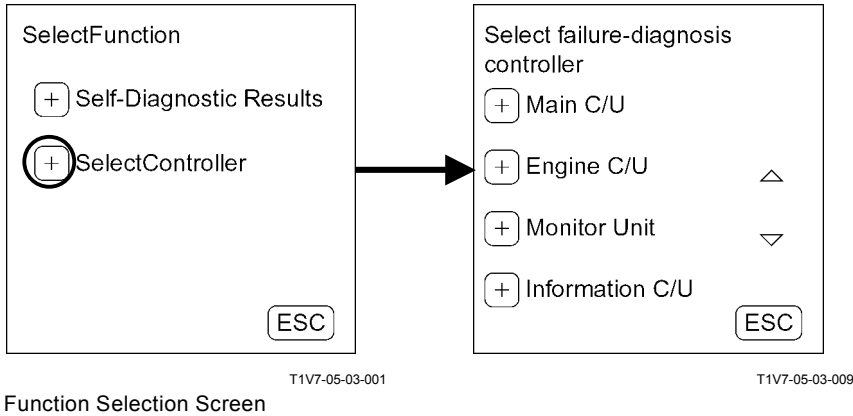 SelectFunction
+ Self-Diagnostic Results
+ SelectController
ESC
T1V7-05-03-001
Select failure-diagnosis
controller
+ Main C/U
+ Engine C/U
+ Monitor Unit
+ Information C/U
ESC
T1V7-05-03-009
Function Selection Screen